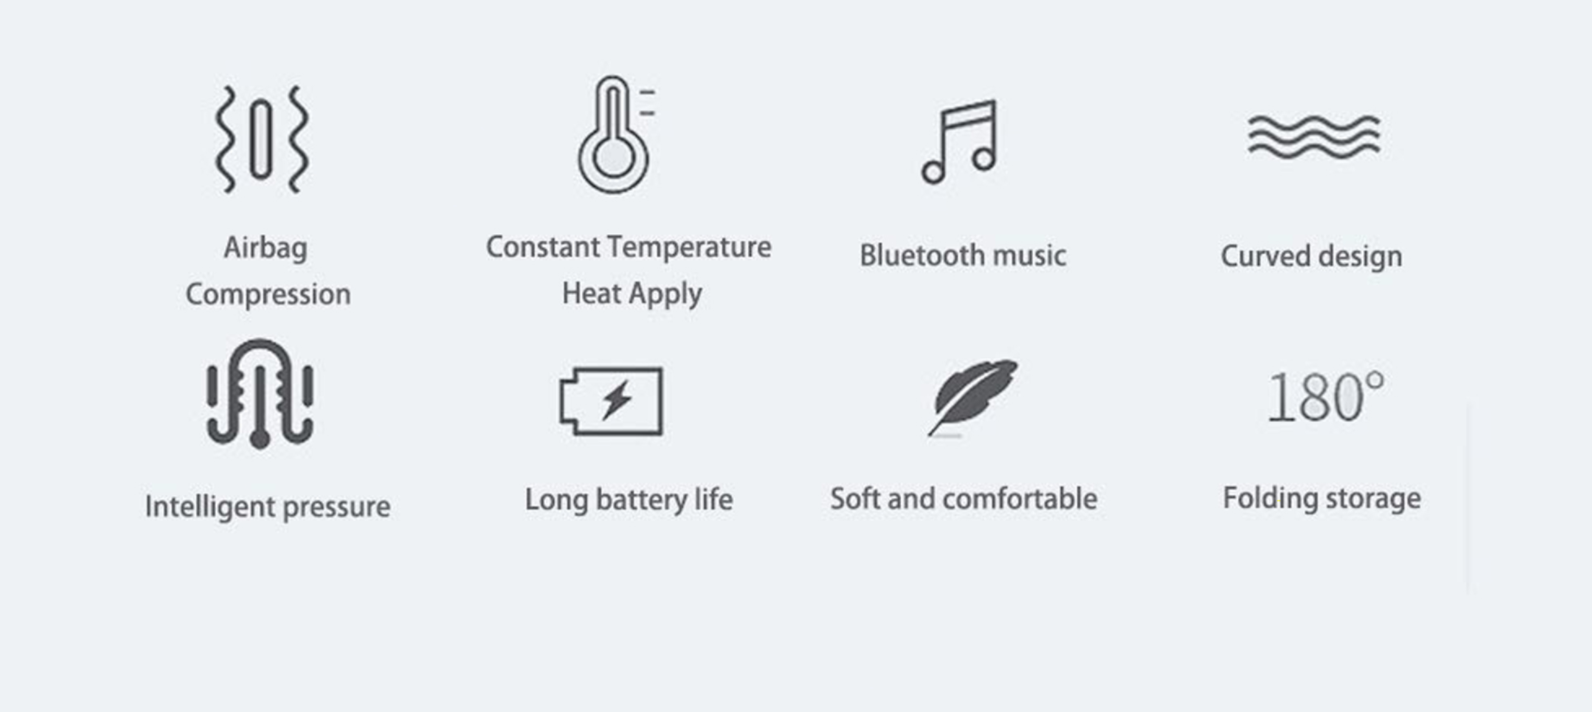 Airbag
Compression
Constant Temperature
Heat Apply
Bluetooth music
Curved design
Intelligent pressure
Long battery life
Soft and comfortable
180°
Folding storage